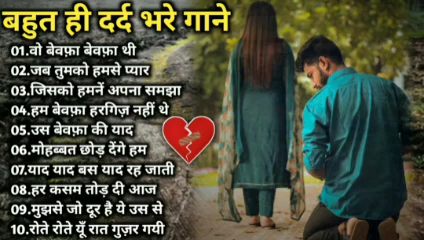 बहुत ही दर्द भरे गाने
01.वो बेवफ़ा बेवफ़ा थी
02.जब तुमको हमसे प्यार
03.जिसको हमनें अपना समझा
04.हम बेवफ़ा हरगिज़ नहीं थे
05.उस बेवफ़ा की याद
06.मोहब्बत छोड़ देंगे हम
07.याद याद बस याद रह जाती
08.हर कसम तोड़ दी आज
09.मुझसे जो दूर है ये उस से
10.रोते रोते यूँ रात गुज़र गयी